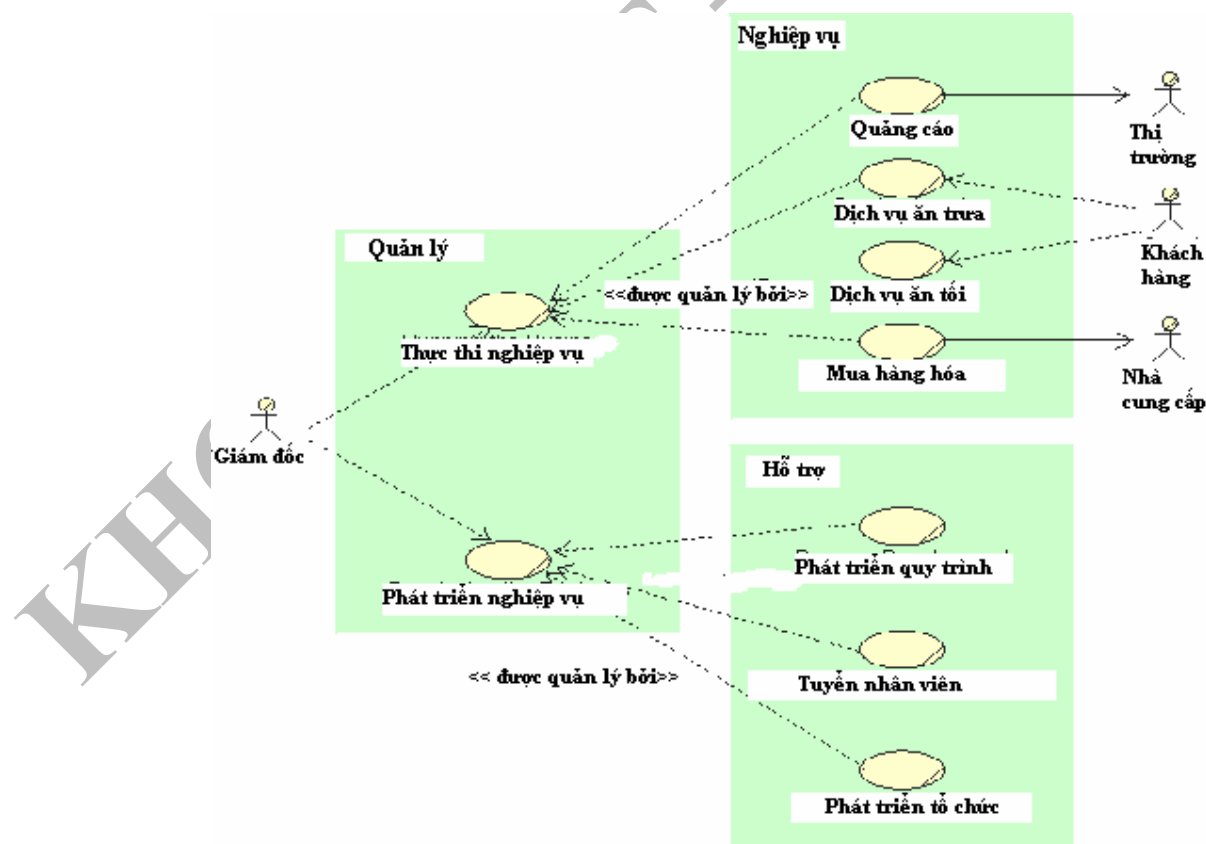 Nghiệp vụ
Quảng cáo
Thị
trường
Dịch vụ ăn trưa
Khách
hàng
Quản lý
<<được quản lý bởi>>
Dịch vụ ăn tối
Thực thi nghiệp vụ
Mua hàng hóa
Nhà
cung cấp
Giám đốc
Hỗ trợ
Phát triển quy trình
Phát triển nghiệp vụ
<< được quản lý bởi>>
Tuyển nhân viên
Phát triển tổ chức